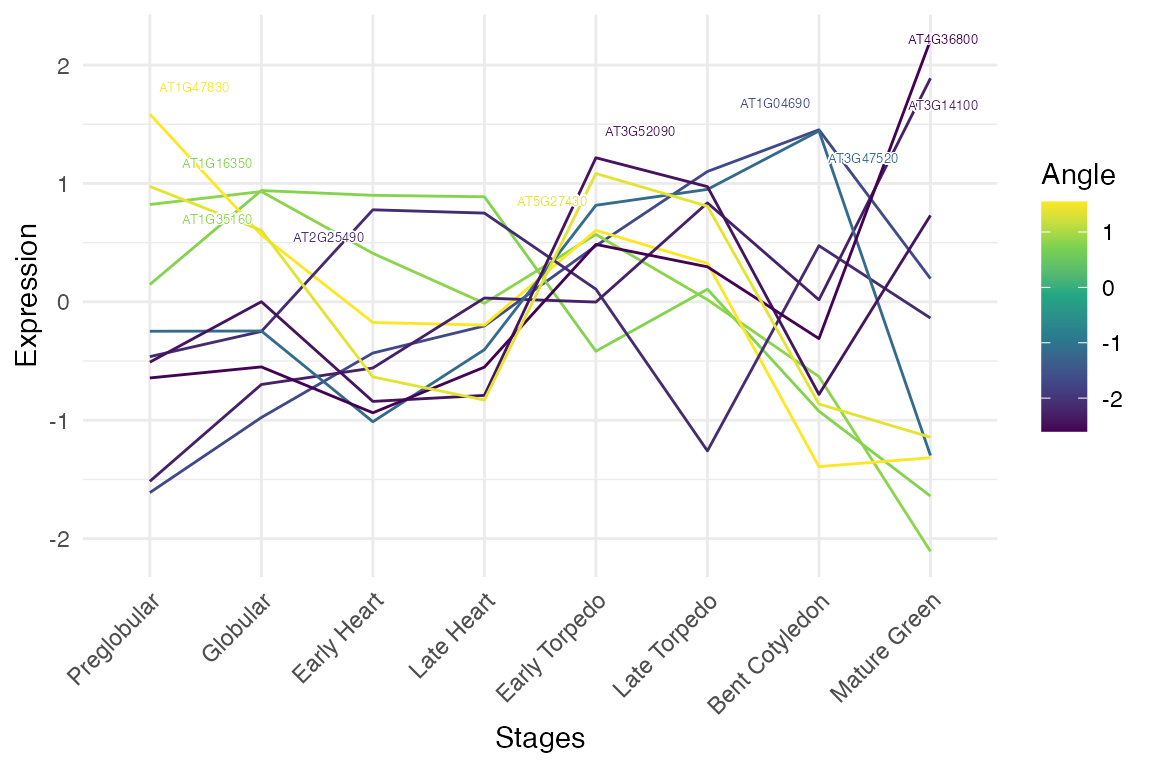 Expression
2
1
0
-1
-2
AT1G47830
AT1G16350
AT1G35160
AT2G25490
AT5G27430
AT3G52090
AT1G04690
AT3G47520
AT4G36800
AT3G14100
Preglobular
Globular
Early Heart
Late Heart
Early Torpedo
Late Torpedo
Bent Cotyledon
Mature Green
Stages
Angle
1
0
-1
-2